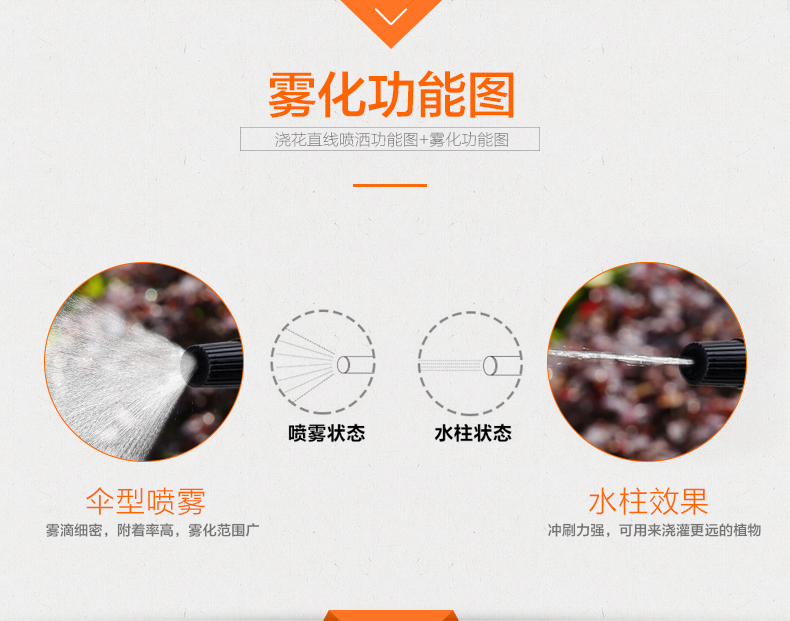 雾化功能图
浇花直线喷洒功能图+雾化功能图
喷雾状态
水柱状态
伞型喷雾
雾滴细密，附着率高，雾化范围广
水柱效果
冲刷力强，可用来浇灌更远的植物